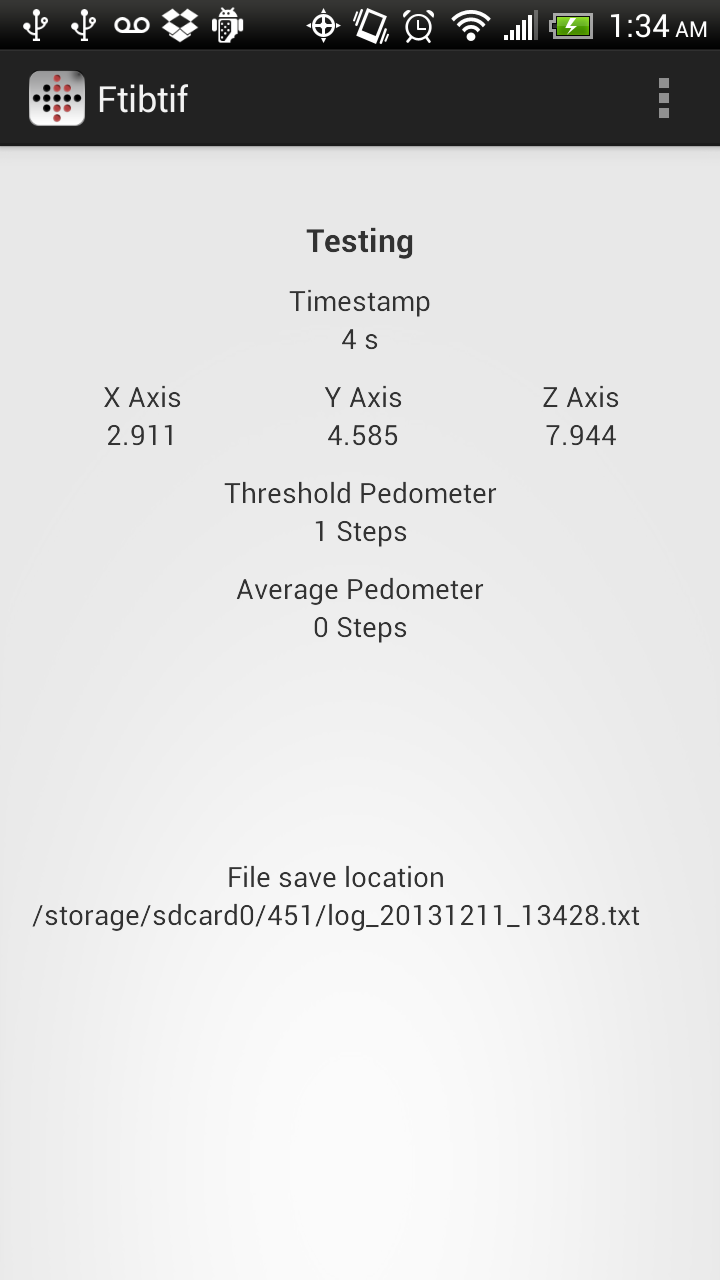 1:34 AM
Ftibtif
Testing
Timestamp
4 s
X Axis Y Axis Z Axis
2.911 4.585 7.944
Threshold Pedometer
1 Steps
Average Pedometer
0 Steps
File save location
/storage/sdcard0/451/log_20131211_13428.txt